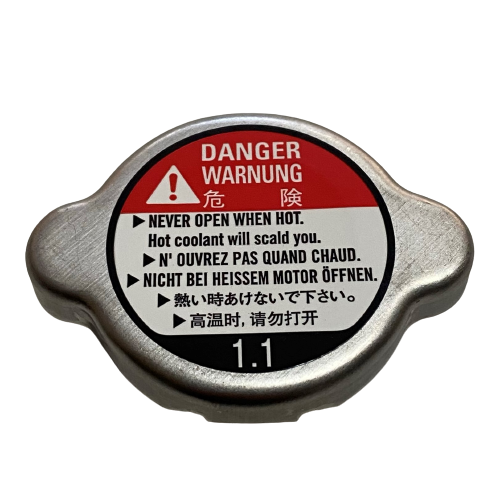 DANGER
WARNUNG
危 険
▶NEVER OPEN WHEN HOT.
Hot coolant will scald you.
▶N' OUVREZ PAS QUAND CHAUD.
▶NICHT BEI HEISSEM MOTOR ÖFFNEN.
▶熱い時あけないで下さい。
▶高温时, 请勿打开
1.1